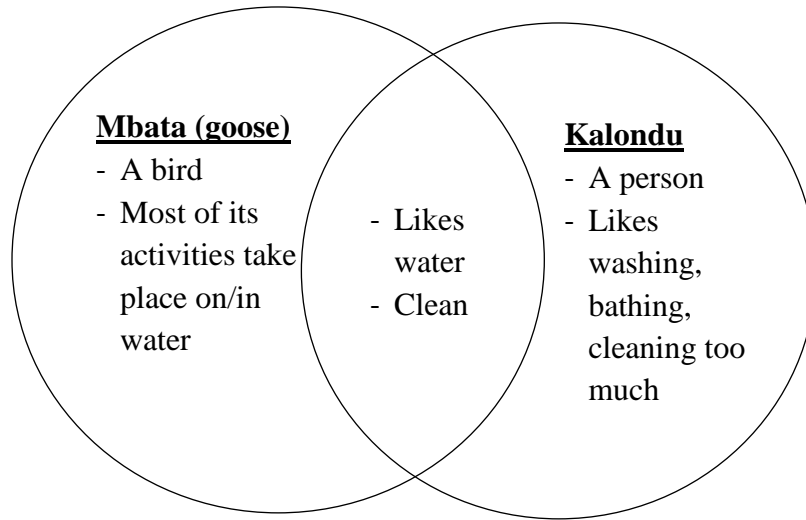 Mbata (goose)
- A bird
- Most of its
activities take
place on/in
water
- Likes
water
- Clean
Kalondu
- A person
- Likes
washing,
bathing,
cleaning too
much